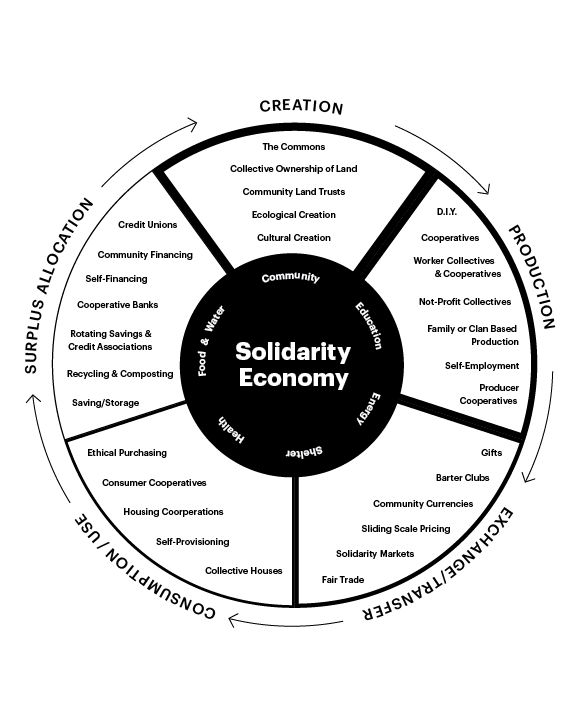 CREATION
The Commons
Collective Ownership of Land
Community Land Trusts
Ecological Creation
Cultural Creation
PRODUCTION
D.I.Y.
Cooperatives
Worker Collectives
& Cooperatives
Not-Profit Collectives
Family or Clan Based
Production
Self-Employment
Producer
Cooperatives
EXCHANGE/TRANSFER
Gifts
Barter Clubs
Community Currencies
Sliding Scale Pricing
Solidarity Markets
Fair Trade
CONSUMPTION / USE
Ethical Purchasing
Consumer Cooperatives
Housing Coorperations
Self-Provisioning
Collective Houses
SURPLUS ALLOCATION
Credit Unions
Community Financing
Self-Financing
Cooperative Banks
Rotating Savings &
Credit Associations
Recycling & Composting
Saving/Storage
Community
Education
Energy
Shelter
Health
Food & Water
Solidarity
Economy